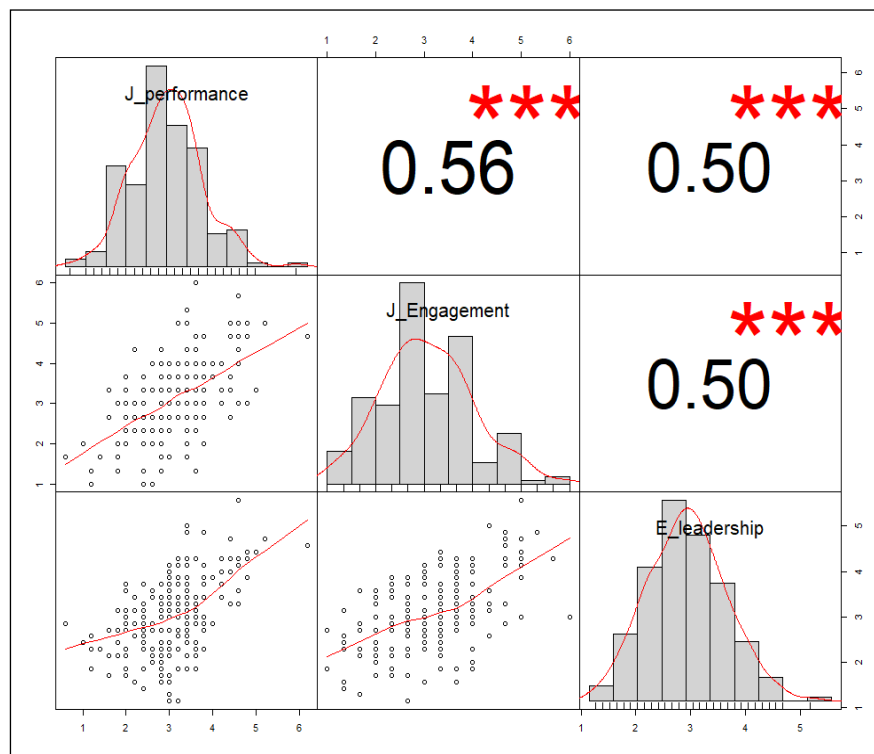 1 2 3 4 5 6
J_performance
***
0.56
***
0.50
1 2 3 4 5 6
1 2 3 4 5 6
J_Engagement
***
0.50
E_leadership
1 2 3 4 5
1 2 3 4 5 6
1 2 3 4 5